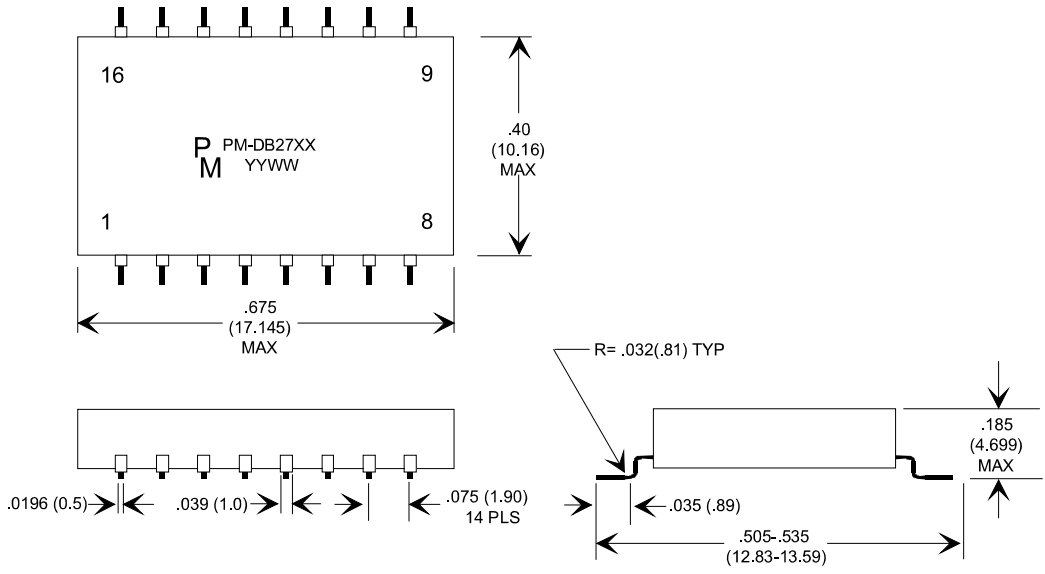 16
9
P
M
PM-DB27XX
YYWW
1
8
.40
(10.16)
MAX
.675
(17.145)
MAX
R= .032(.81) TYP
.185
(4.699)
MAX
.0196 (0.5)
.039 (1.0)
.075 (1.90)
14 PLS
.035 (.89)
.505-.535
(12.83-13.59)